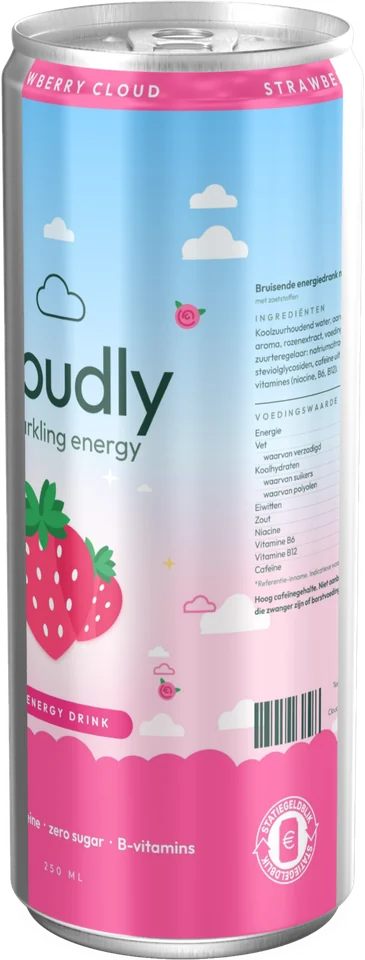 WBERRY CLOUD
STRAWBE
oudly
rkling energy
ENERGY DRINK
ine · zero sugar · B-vitamins
250 ML
Bruisende energiedrank
met zoetstoffen
INGREDIËNTEN
Koolzuurhoudend water,
aroma, rozenextract,
zuurteregelaar:
steviolglycosiden, cafeïne
vitamines (niacine, B6, B12).
VOEDINGSWAARDE
Energie
Vet
waarvan verzadigd
Koolhydraten
waarvan suikers
waarvan polyolen
Eiwitten
Zout
Niacine
Vitamine B6
Vitamine B12
Cafeïne
*Referentie-inname. Indicatieve
Hoog cafeïnegehalte. Niet
die zwanger zijn of borstvoeding
STATIEGELDBLIK
€
STATIEGELDBLIK